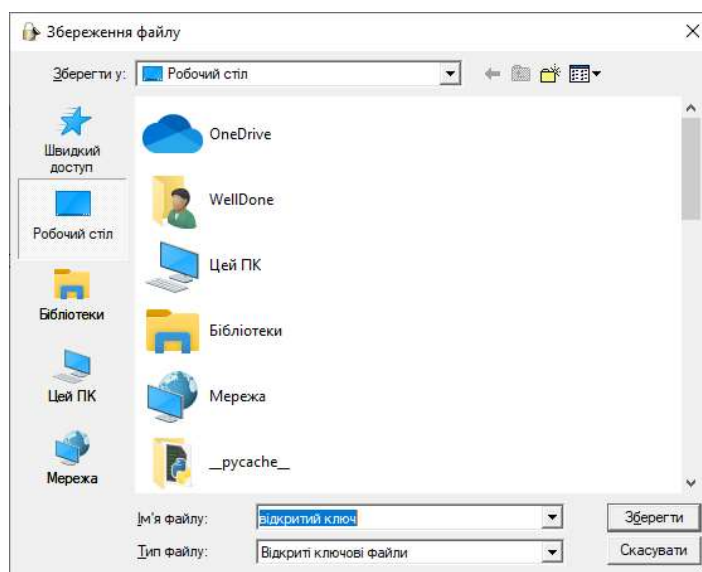 Збереження файлу
Зберегти у:
Робочий стіл
Швидкий
доступ
Робочий стіл
Бібліотеки
Цей ПК
Мережа
OneDrive
WellDone
Цей ПК
Бібліотеки
Мережа
__pycache__
Ім'я файлу:
відкритий ключ
Зберегти
Тип файлу:
Відкриті ключові файли
Скасувати